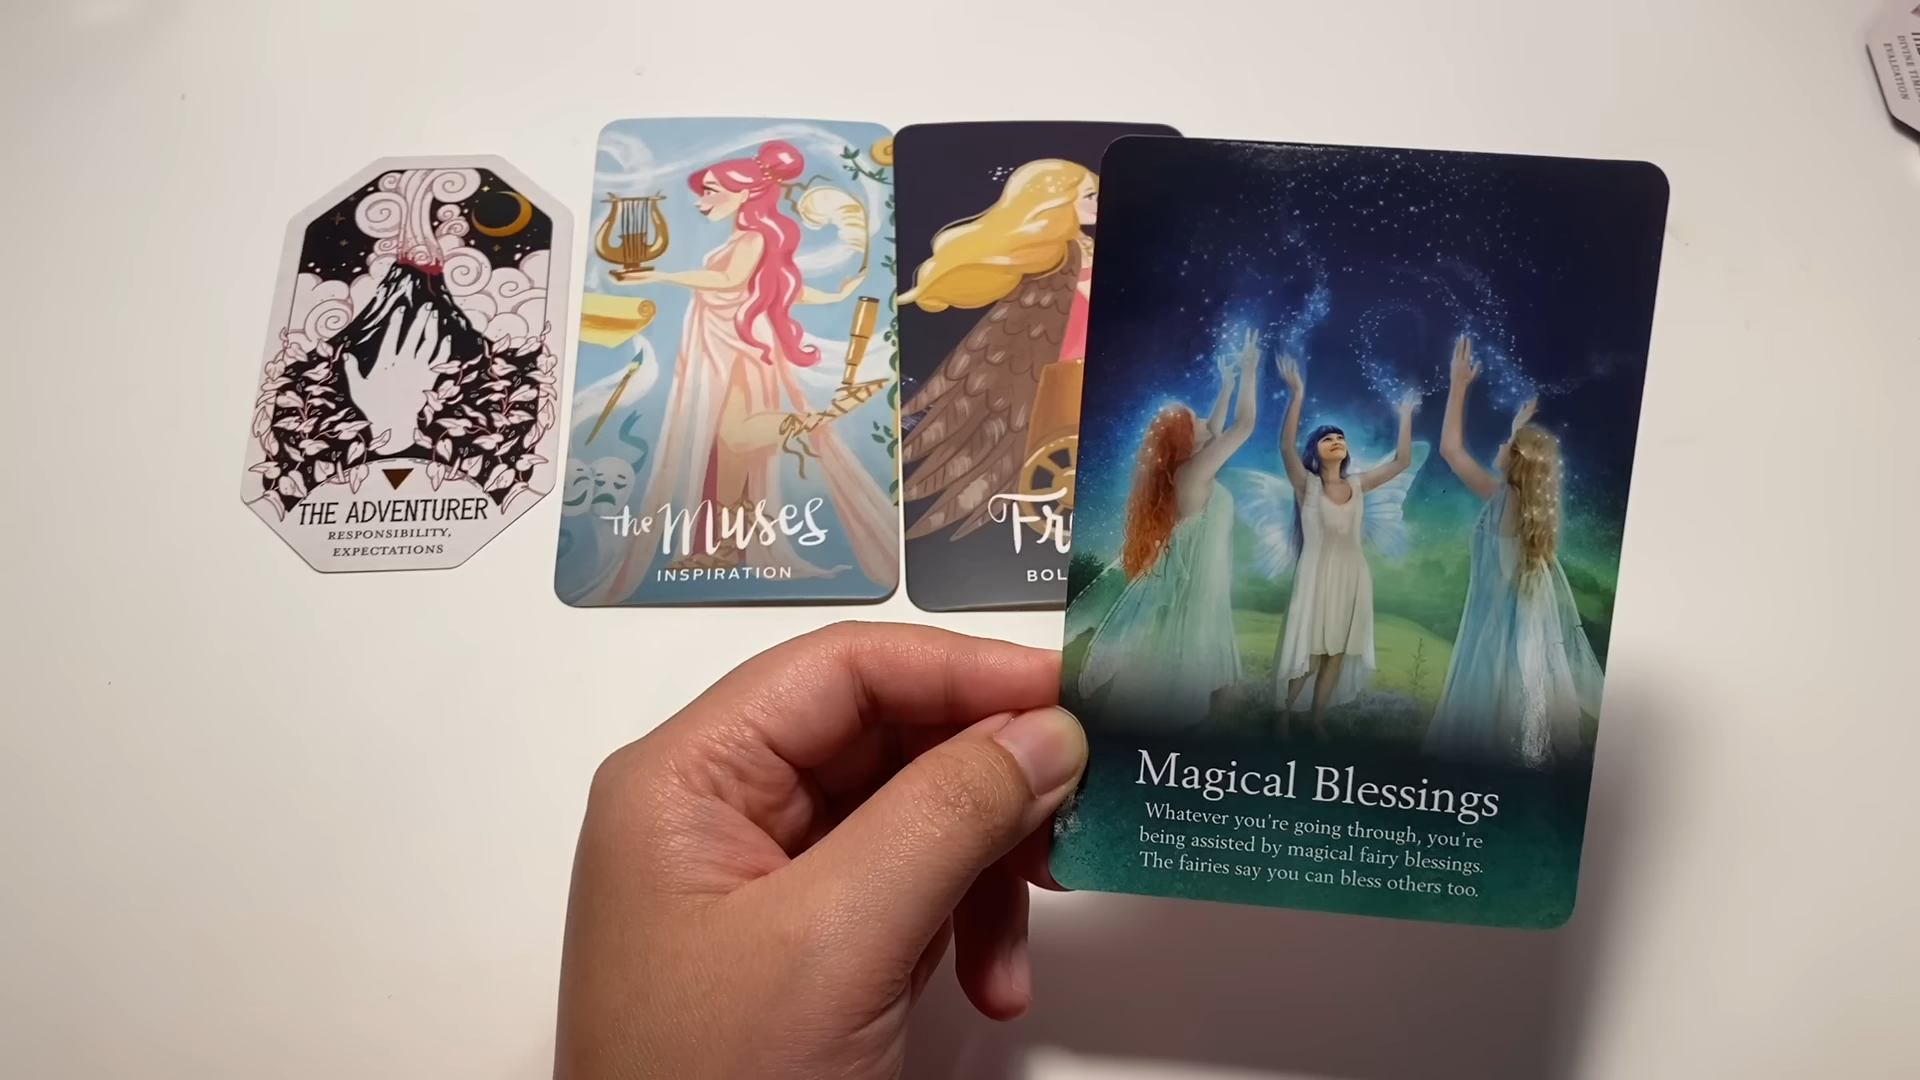 THE ADVENTURER
RESPONSIBILITY,
EXPECTATIONS
The Muses
INSPIRATION
Magical Blessings
Whatever you're going through, you're
being assisted by magical fairy blessings.
The fairies say you can bless others too.
EVALUATION